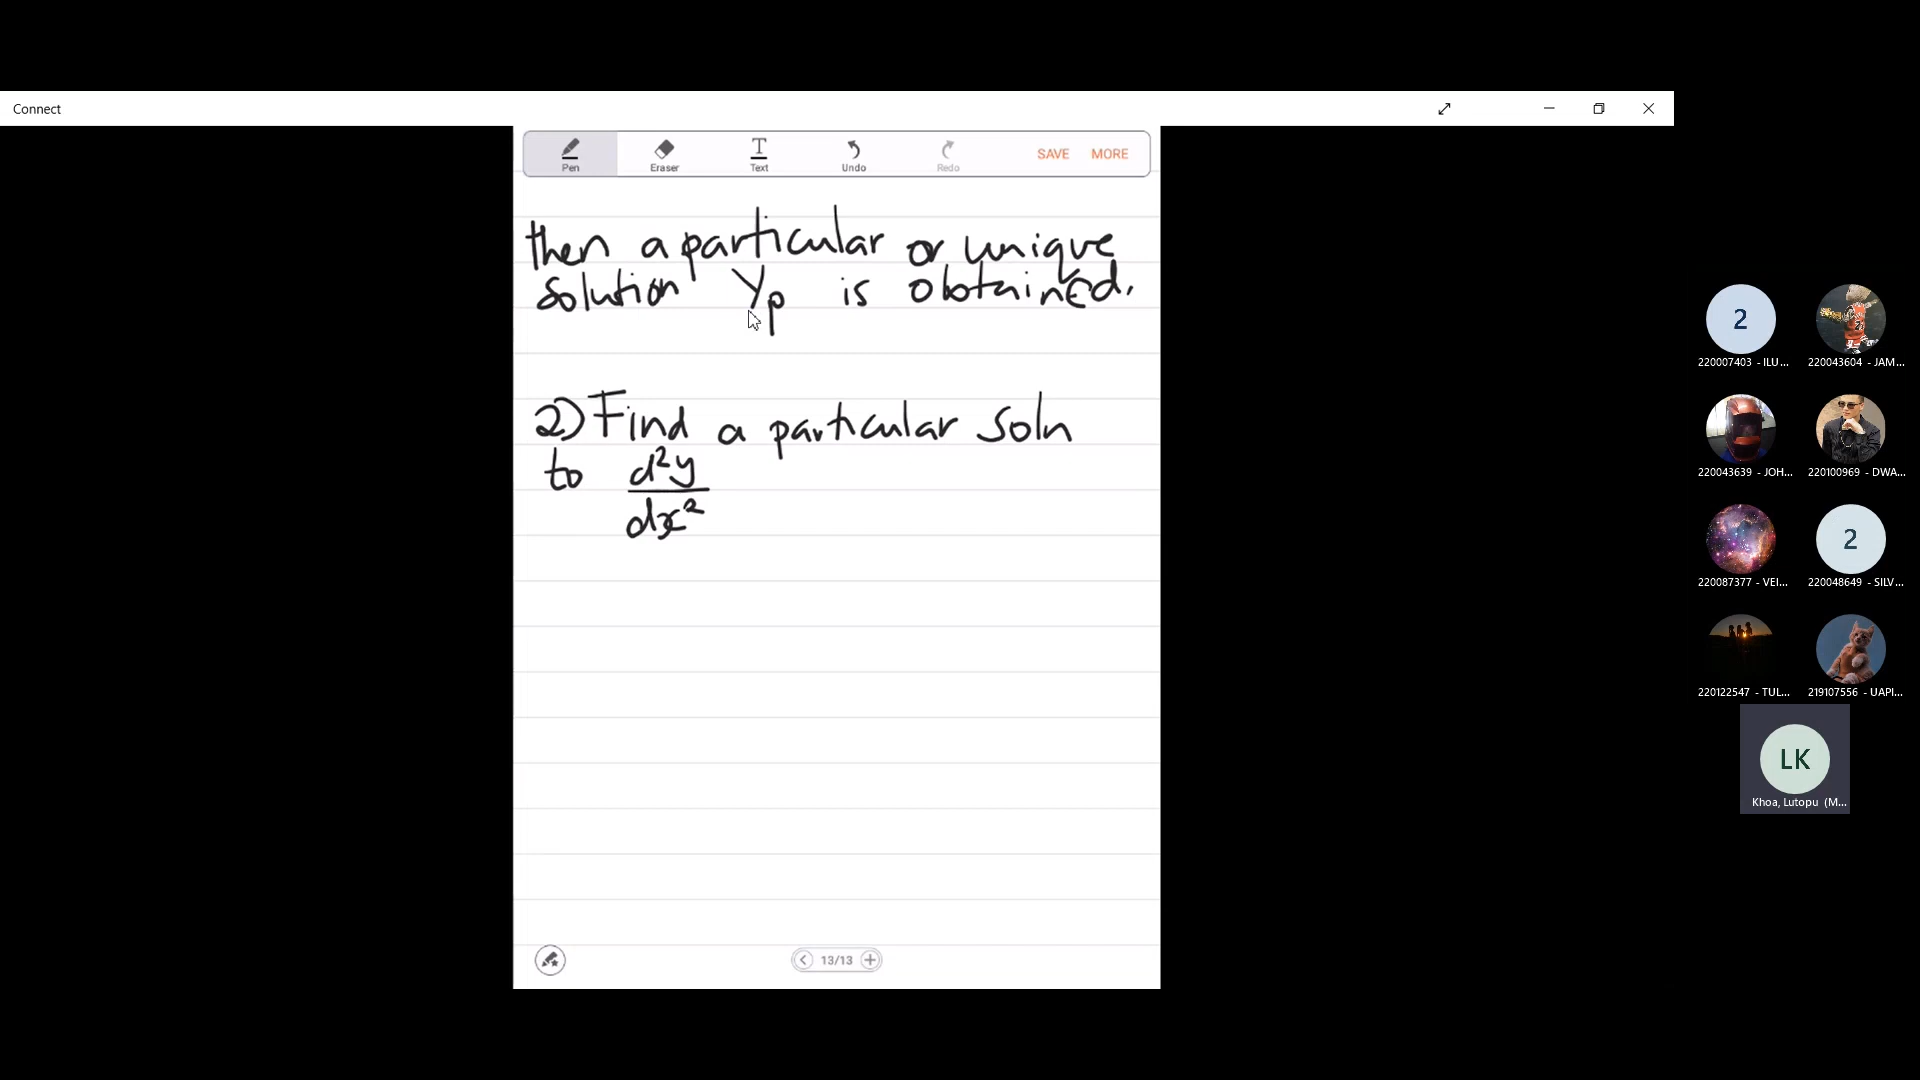 Connect
Pen
Eraser
Text
Undo
Redo
SAVE
MORE
then a particular or unique
solution Yp is obtained.
2) Find a particular soln
to d²y
dx²
13/13
2
220007403 - ILU...
220043604 - JAM...
220043639 - JOH...
220100969 - DWA...
220087377 - VEI...
2
220048649 - SILV...
220122547 - TUL...
219107556 - UAPI...
LK
Khoa, Lutopu (M...